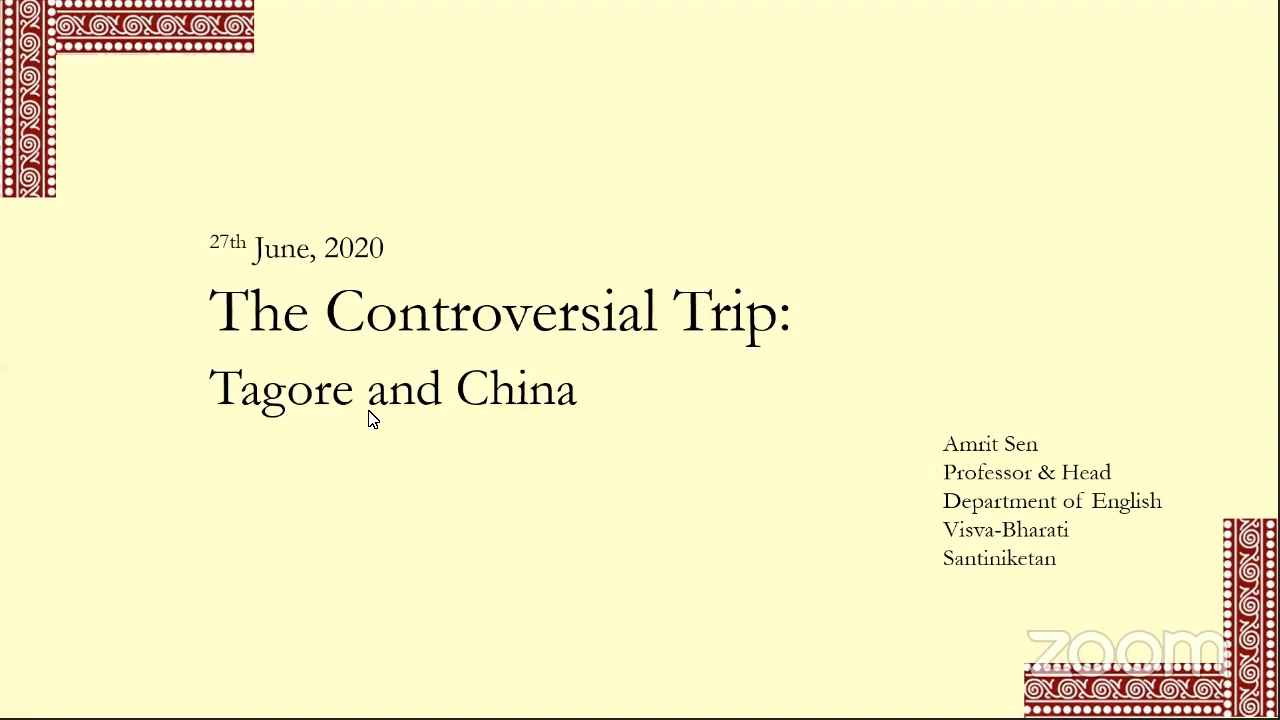 27th June, 2020
The Controversial Trip:
Tagore and China
Amrit Sen
Professor & Head
Department of English
Visva-Bharati
Santiniketan
zoom